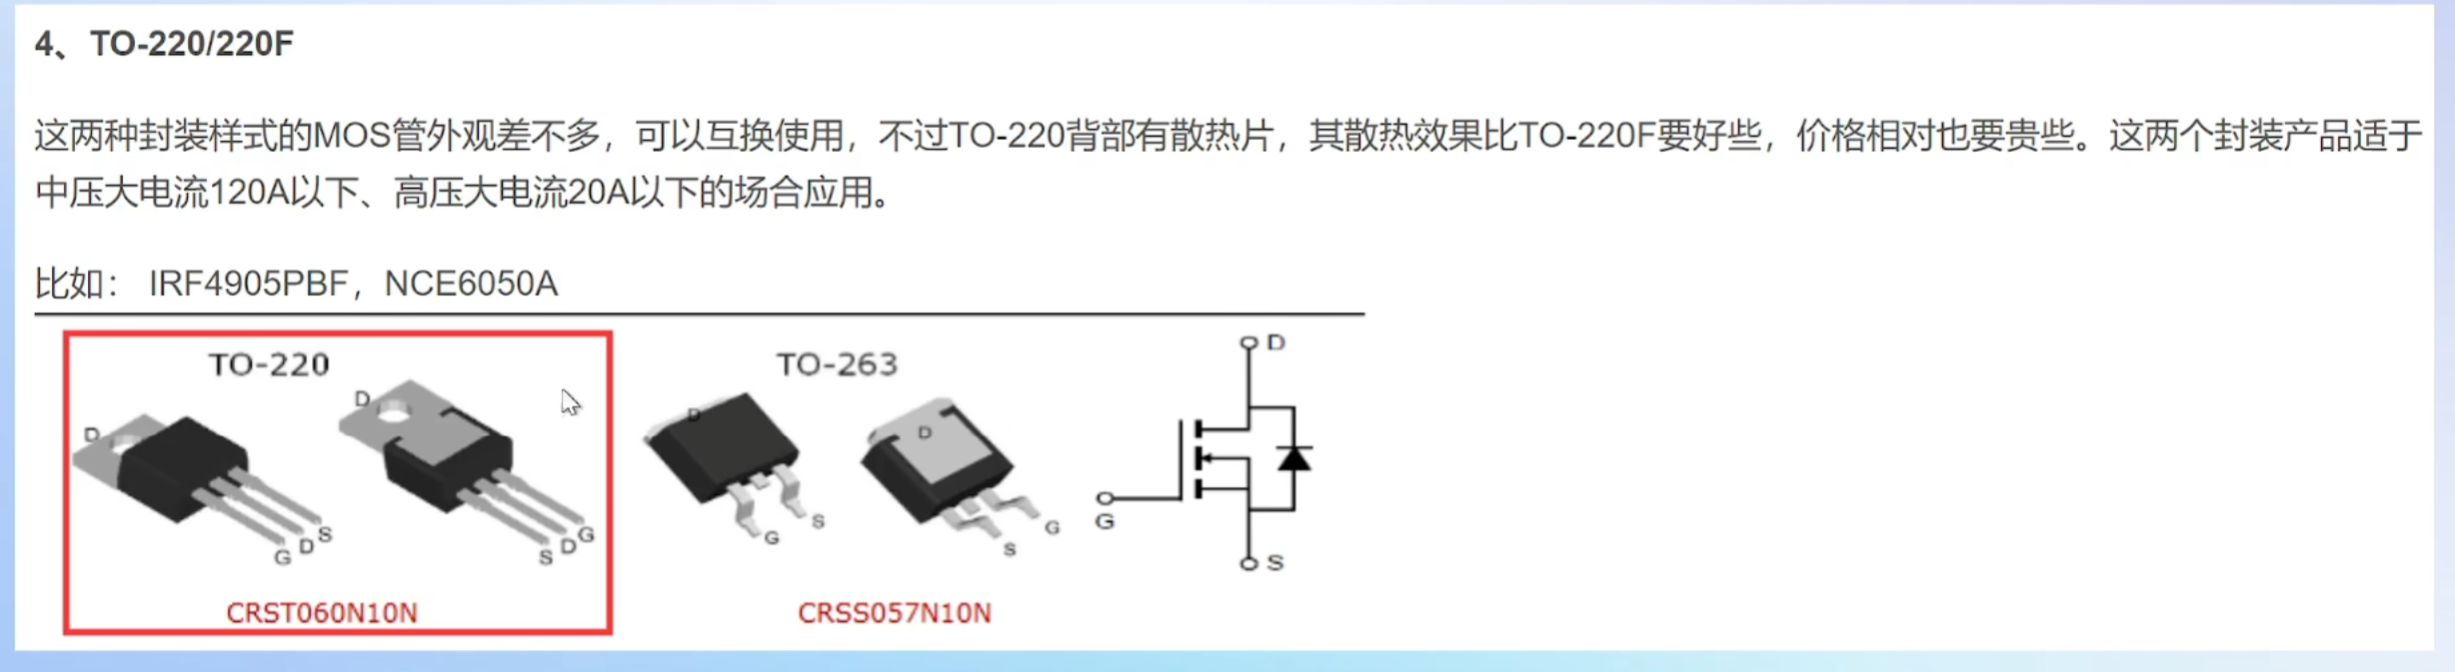 4、TO-220/220F
这两种封装样式的MOS管外观差不多，可以互换使用，不过TO-220背部有散热片，其散热效果比TO-220F要好些，价格相对也要贵些。这两个封装产品适于
中压大电流120A以下、高压大电流20A以下的场合应用。
比如： IRF4905PBF，NCE6050A
TO-220
D
G D S
D
S D G
CRST060N10N
TO-263
D
G S
D
S G
CRSS057N10N
D
G
S